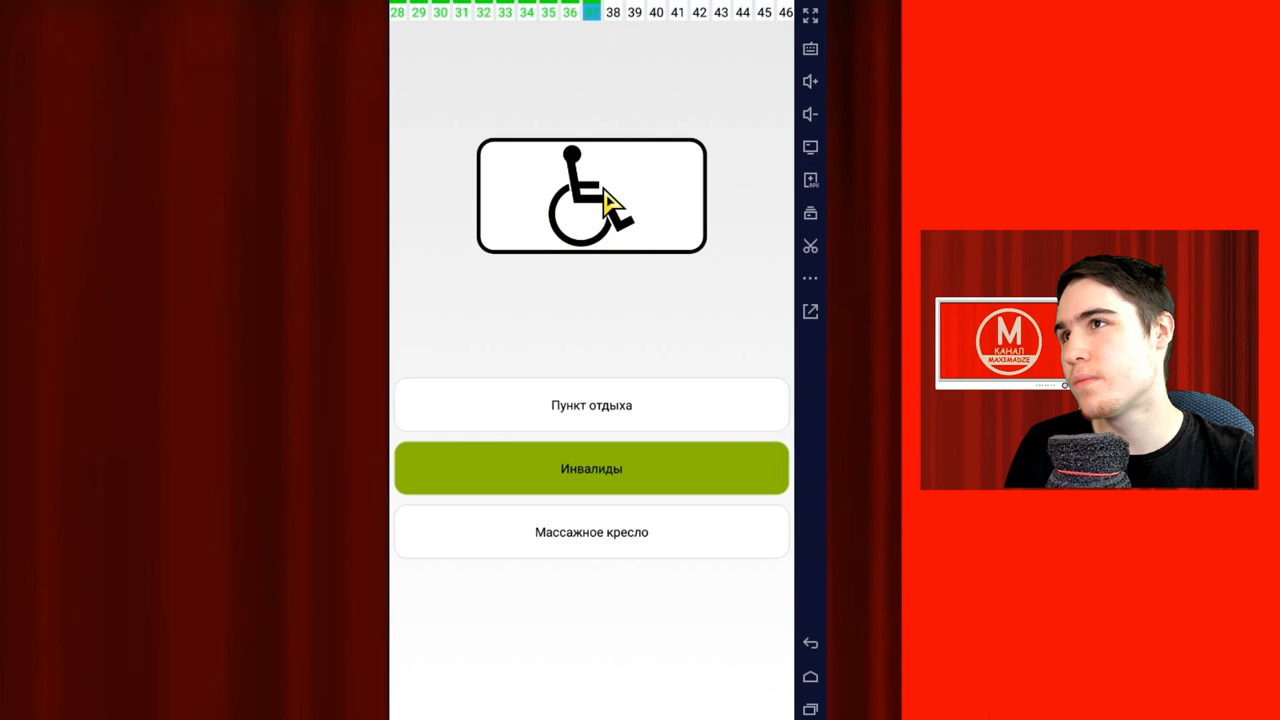 28 29 30 31 32 33 34 35 36 37 38 39 40 41 42 43 44 45 46
Пункт отдыха
Инвалиды
Массажное кресло
М
КАНАЛ
MAXIMADZE